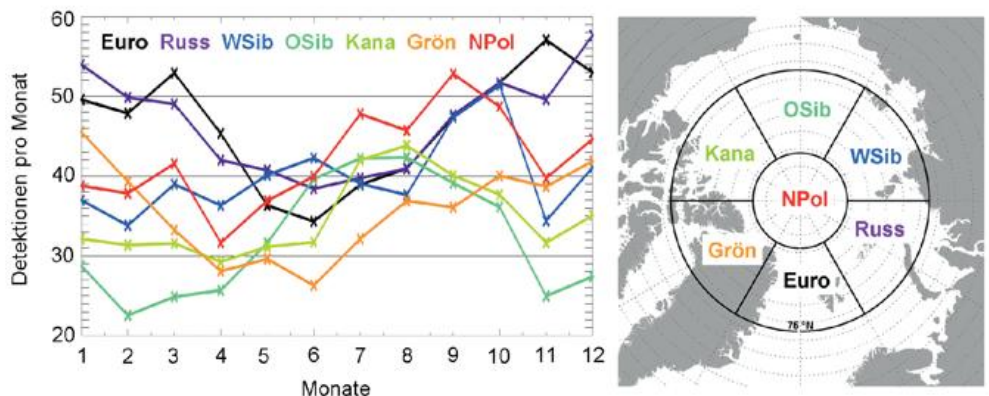 60
50
40
30
20
Detektionen pro Monat
Euro Russ WSib OSib Kana Grön NPol
1 2 3 4 5 6 7 8 9 10 11 12
Monate
OSib
Kana
WSib
NPol
Grön
Russ
Euro
76 °N